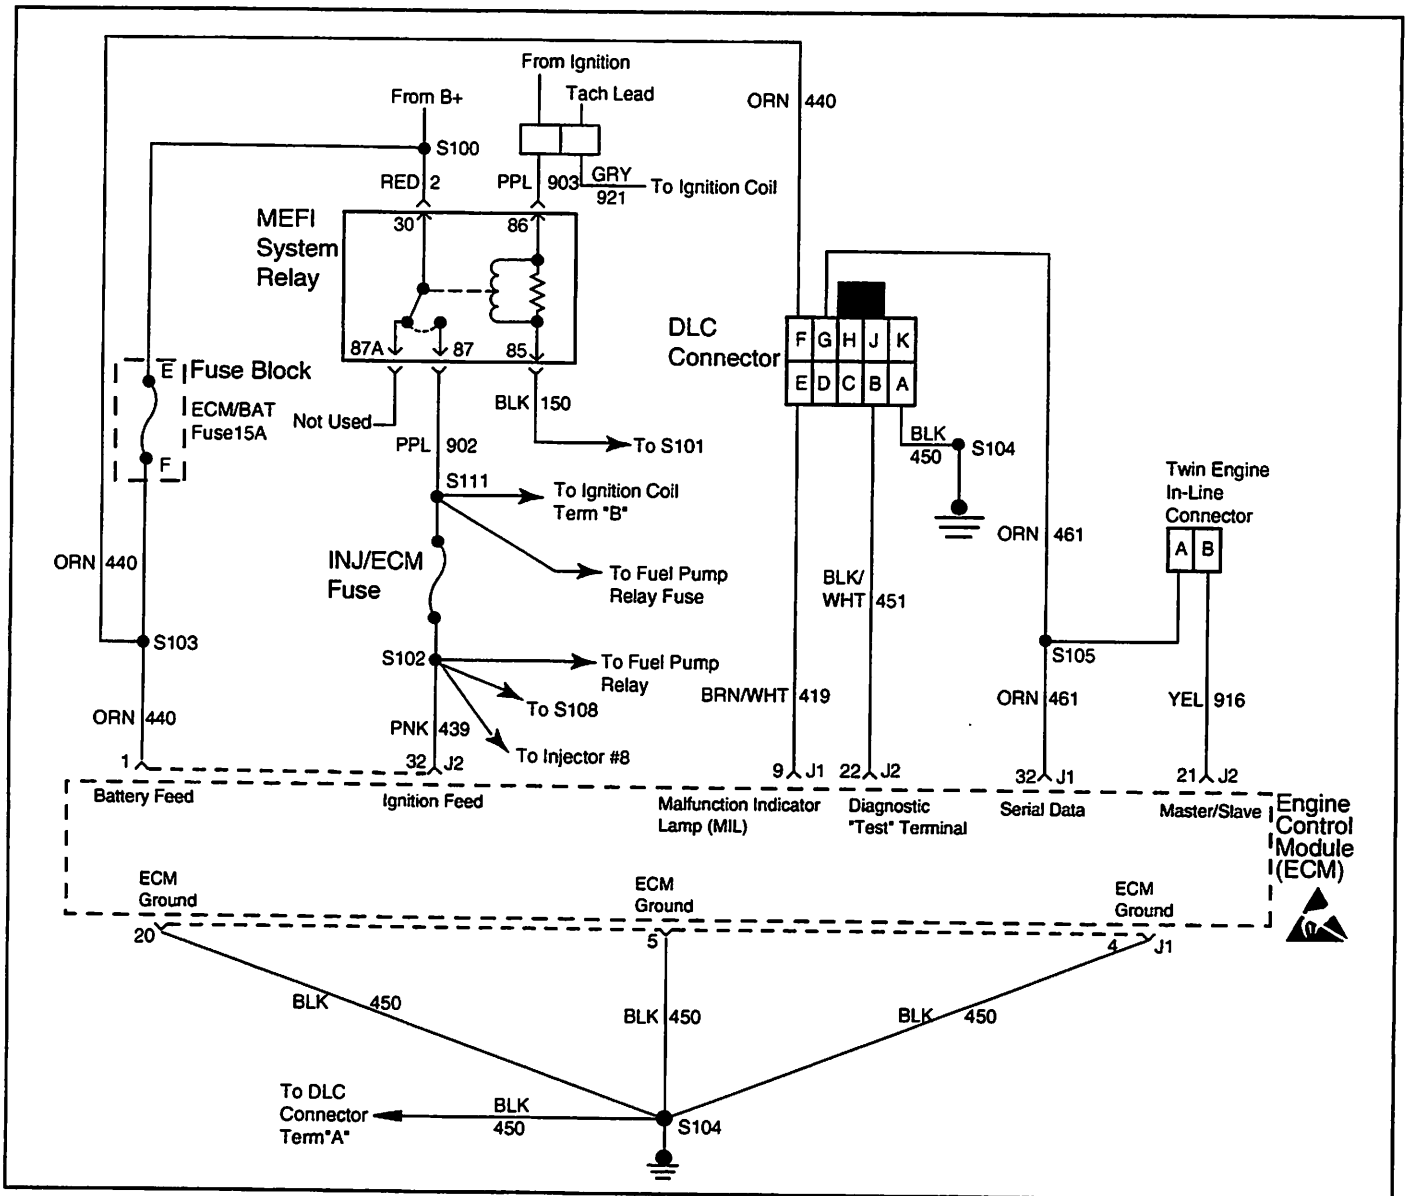 From Ignition
Tach Lead
From B+
ORN 440
S100
RED 2
PPL 903
GRY
921
To Ignition Coil
MEFI
System
Relay
30
86
87A
87
85
DLC
Connector
F G H J K
E D C B A
E
Fuse Block
ECM/BAT
Fuse15A
F
Not Used
BLK 150
To S101
PPL 902
BLK
450
S104
S111
To Ignition Coil
Term "B"
Twin Engine
In-Line
Connector
A B
ORN 461
ORN 440
INJ/ECM
Fuse
To Fuel Pump
Relay Fuse
BLK/
WHT 451
S103
S105
S102
To Fuel Pump
Relay
To S108
To Injector #8
BRN/WHT 419
ORN 461
YEL 916
ORN 440
PNK 439
1
32 J2
9 J1
22 J2
32 J1
21 J2
Battery Feed
Ignition Feed
Malfunction Indicator
Lamp (MIL)
Diagnostic
"Test" Terminal
Serial Data
Master/Slave
Engine
Control
Module
(ECM)
ECM
Ground
ECM
Ground
ECM
Ground
20
5
4 J1
BLK 450
BLK 450
BLK 450
To DLC
Connector
Term"A"
BLK
450
S104